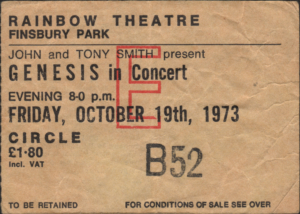 RAINBOW THEATRE
FINSBURY PARK
JOHN and TONY SMITH present
GENESIS in Concert
EVENING 8·0 p.m.
FRIDAY, OCTOBER 19th, 1973
E
CIRCLE
£1·80
incl. VAT
B52
TO BE RETAINED FOR CONDITIONS OF SALE SEE OVER